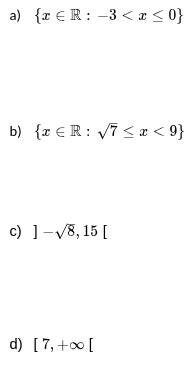 a) {x ∈ ℝ : −3 < x ≤ 0}
b) {x ∈ ℝ : √7 ≤ x < 9}
c) ] −√8, 15 [
d) [ 7, +∞ [